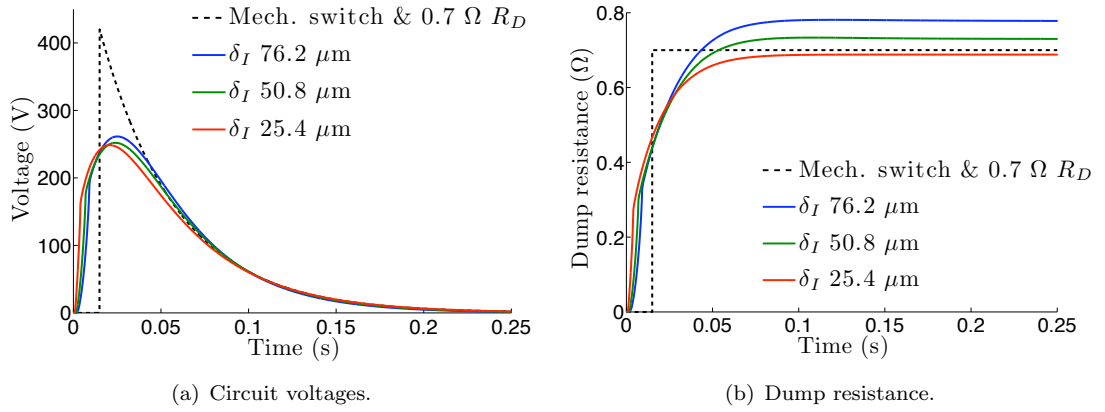 Mech. switch & 0.7 Ω R_D
δ_I 76.2 μm
δ_I 50.8 μm
δ_I 25.4 μm
Voltage (V)
400
300
200
100
0
0
0.05
0.1
0.15
0.2
0.25
Time (s)
(a) Circuit voltages.
Dump resistance (Ω)
0.8
0.6
0.4
0.2
0
0
0.05
0.1
0.15
0.2
0.25
Time (s)
Mech. switch & 0.7 Ω R_D
δ_I 76.2 μm
δ_I 50.8 μm
δ_I 25.4 μm
(b) Dump resistance.